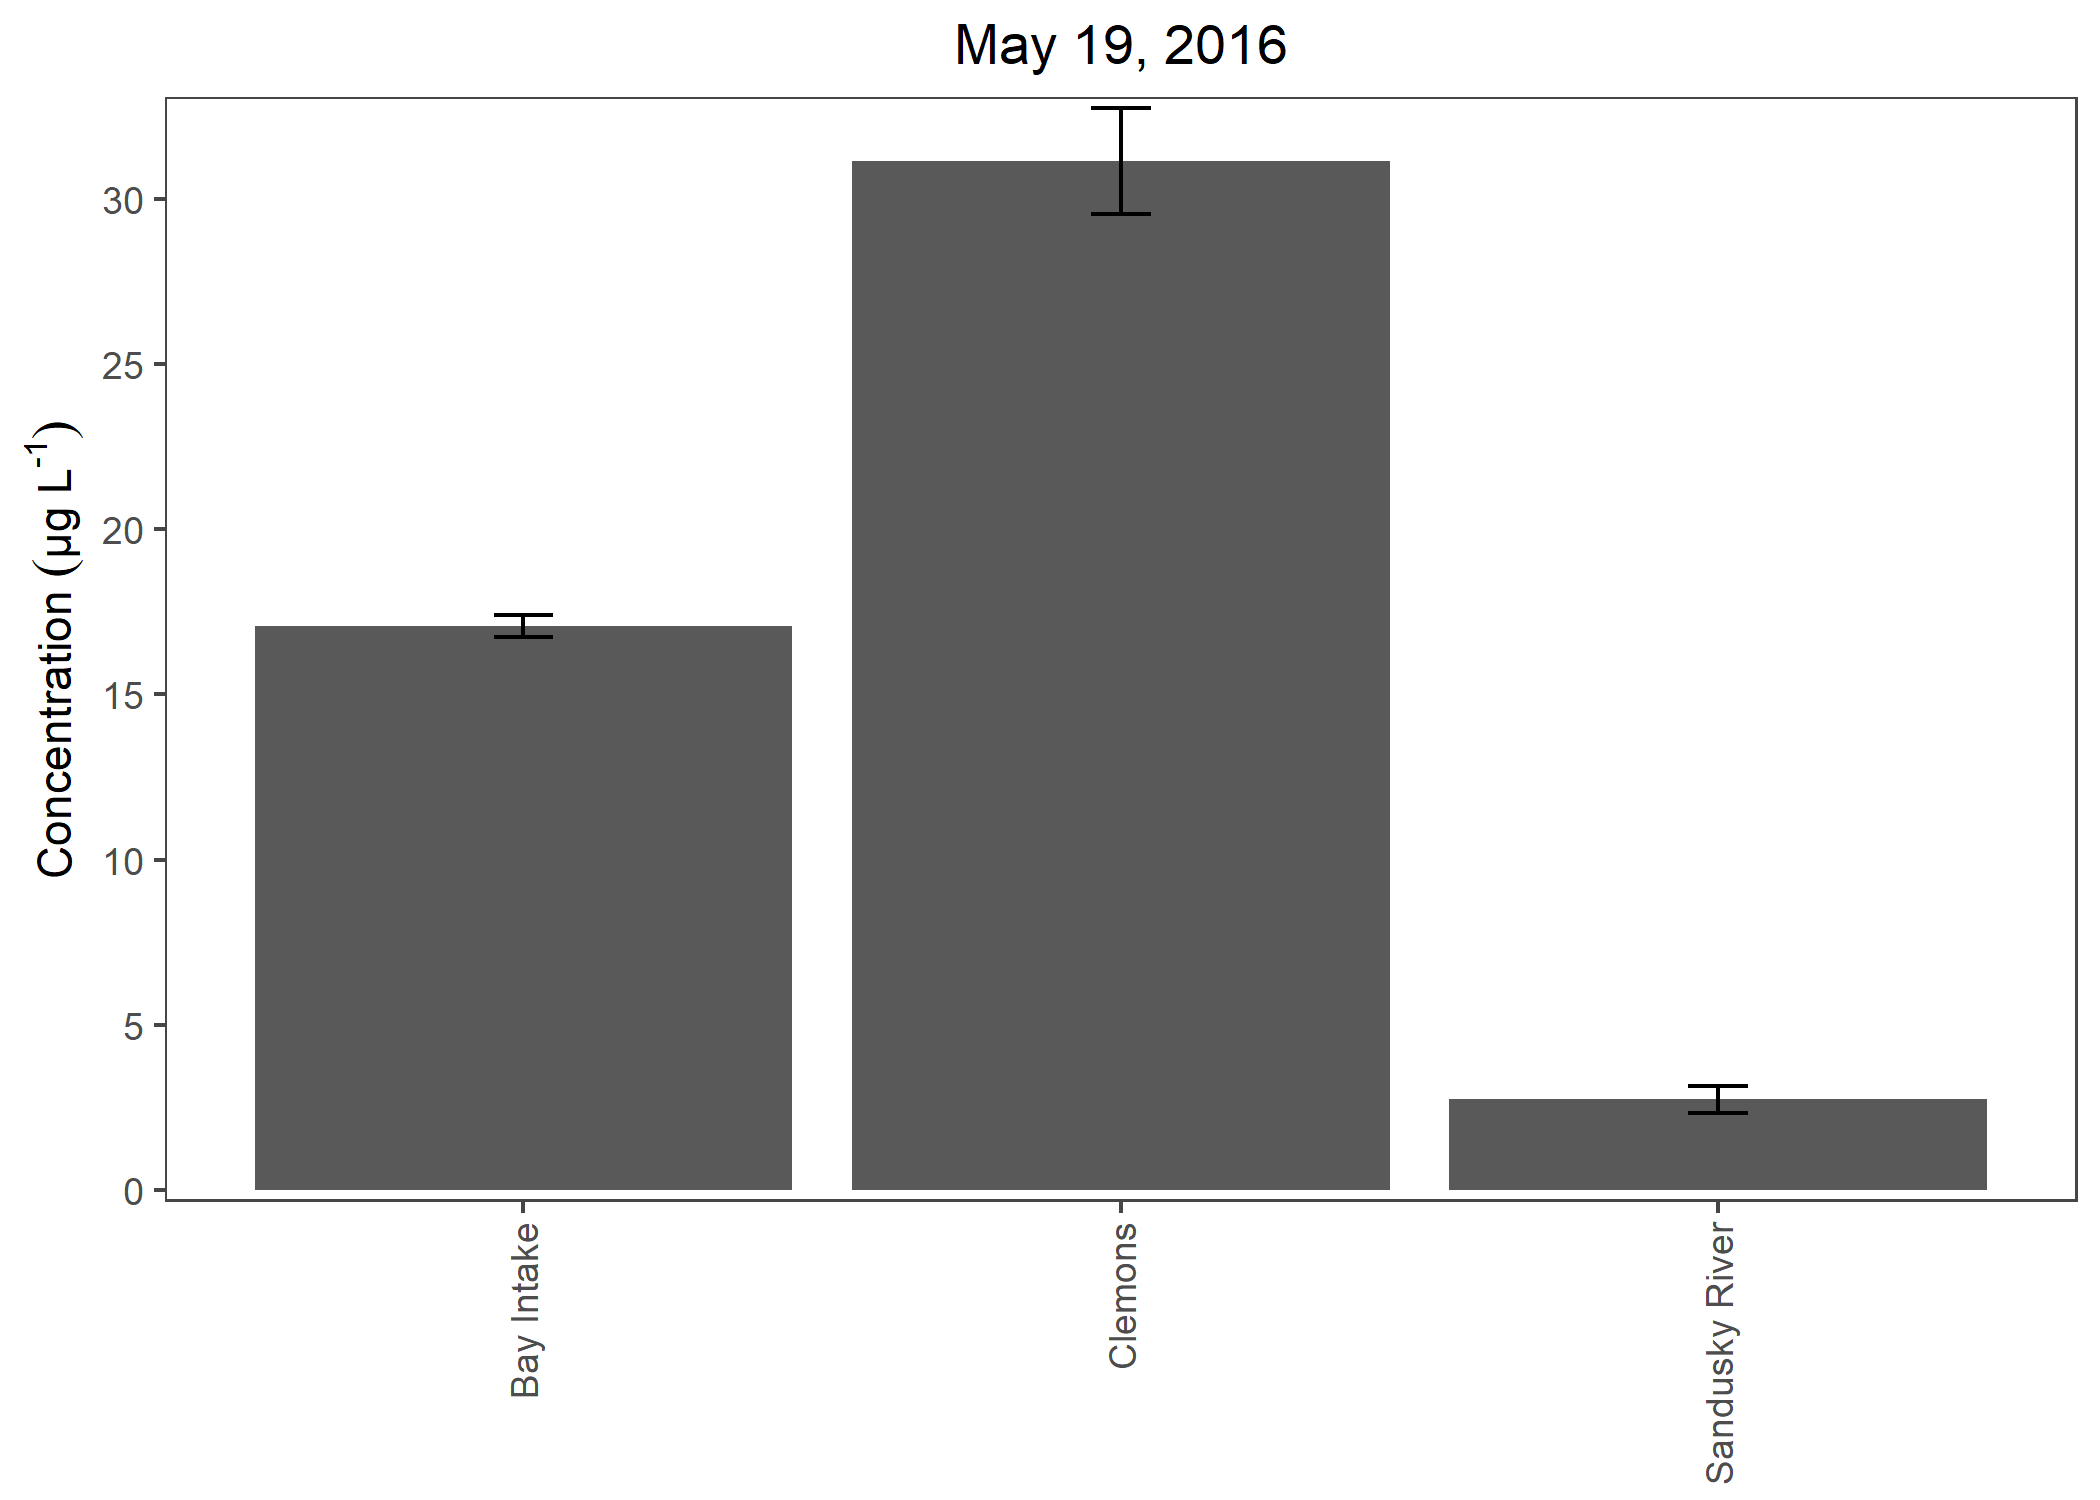 May 19, 2016
Concentration (µg L⁻¹)
30
25
20
15
10
5
0
Bay Intake
Clemons
Sandusky River